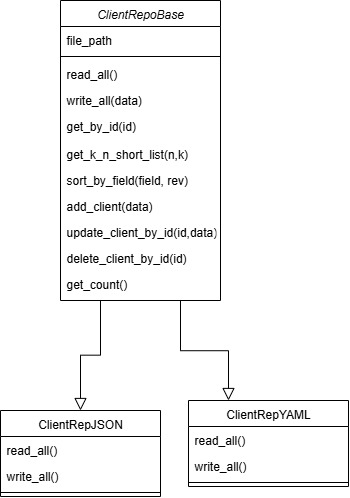 ClientRepoBase
file_path
read_all()
write_all(data)
get_by_id(id)
get_k_n_short_list(n,k)
sort_by_field(field, rev)
add_client(data)
update_client_by_id(id,data)
delete_client_by_id(id)
get_count()
ClientRepJSON
read_all()
write_all()
ClientRepYAML
read_all()
write_all()